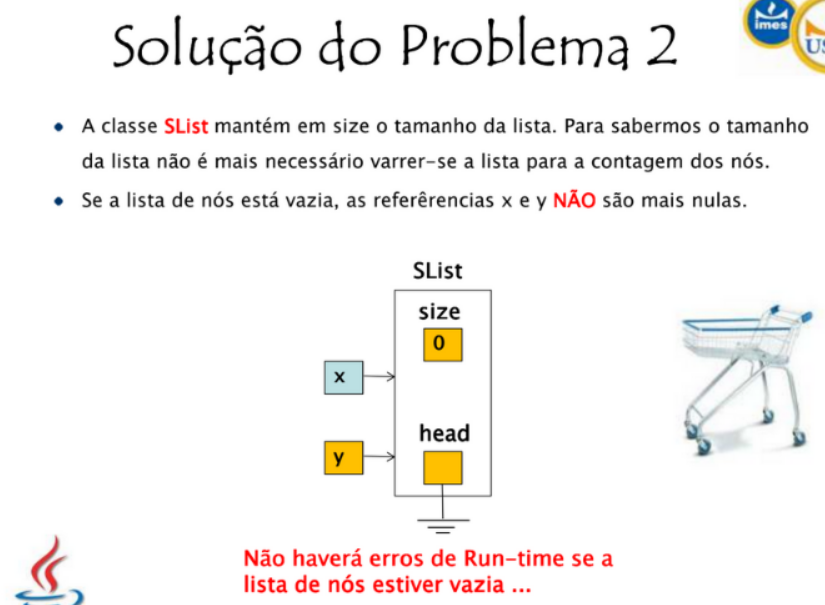 Solução do Problema 2
imes
US
• A classe SList mantém em size o tamanho da lista. Para sabermos o tamanho
da lista não é mais necessário varrer-se a lista para a contagem dos nós.
• Se a lista de nós está vazia, as referêrencias x e y NÃO são mais nulas.
SList
size
0
x
head
y
Não haverá erros de Run-time se a
lista de nós estiver vazia ...